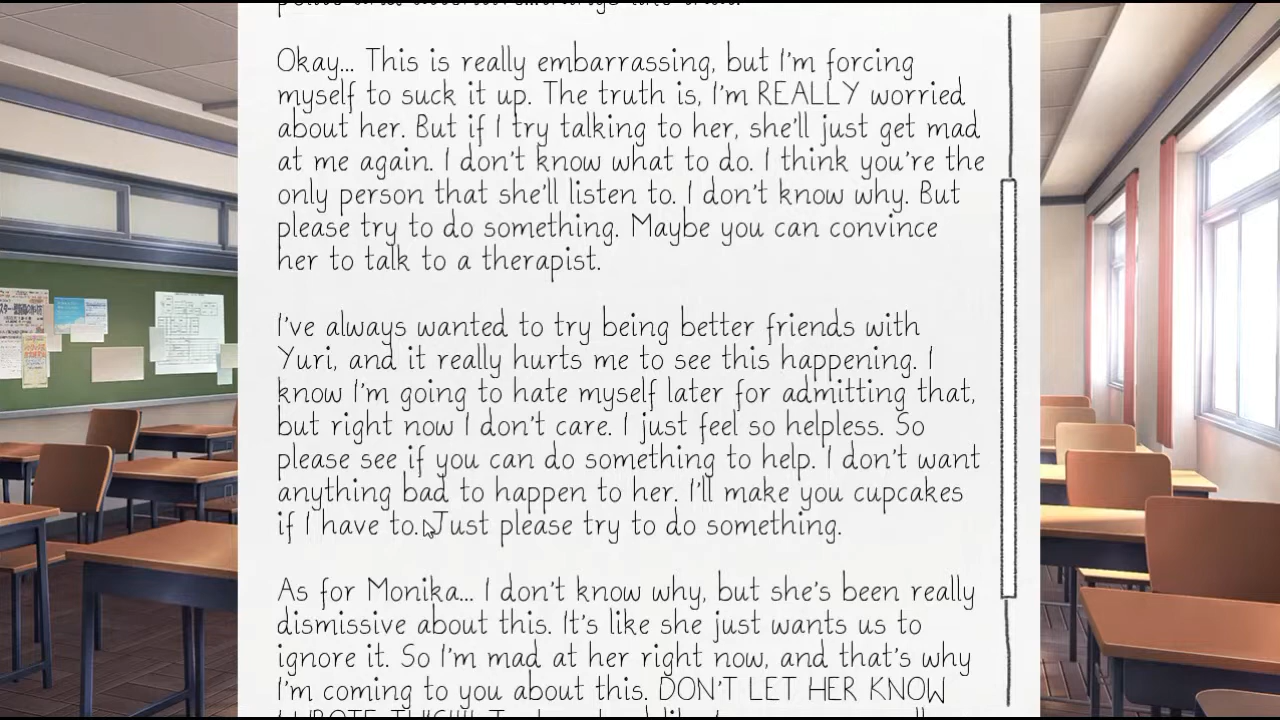 Okay... This is really embarrassing, but I'm forcing
myself to suck it up. The truth is, I'm REALLY worried
about her. But if I try talking to her, she'll just get mad
at me again. I don't know what to do. I think you're the
only person that she'll listen to. I don't know why. But
please try to do something. Maybe you can convince
her to talk to a therapist.
I've always wanted to try being better friends with
Yuri, and it really hurts me to see this happening. I
know I'm going to hate myself later for admitting that,
but right now I don't care. I just feel so helpless. So
please see if you can do something to help. I don't want
anything bad to happen to her. I'll make you cupcakes
if I have to. Just please try to do something.
As for Monika... I don't know why, but she's been really
dismissive about this. It's like she just wants us to
ignore it. So I'm mad at her right now, and that's why
I'm coming to you about this. DON'T LET HER KNOW